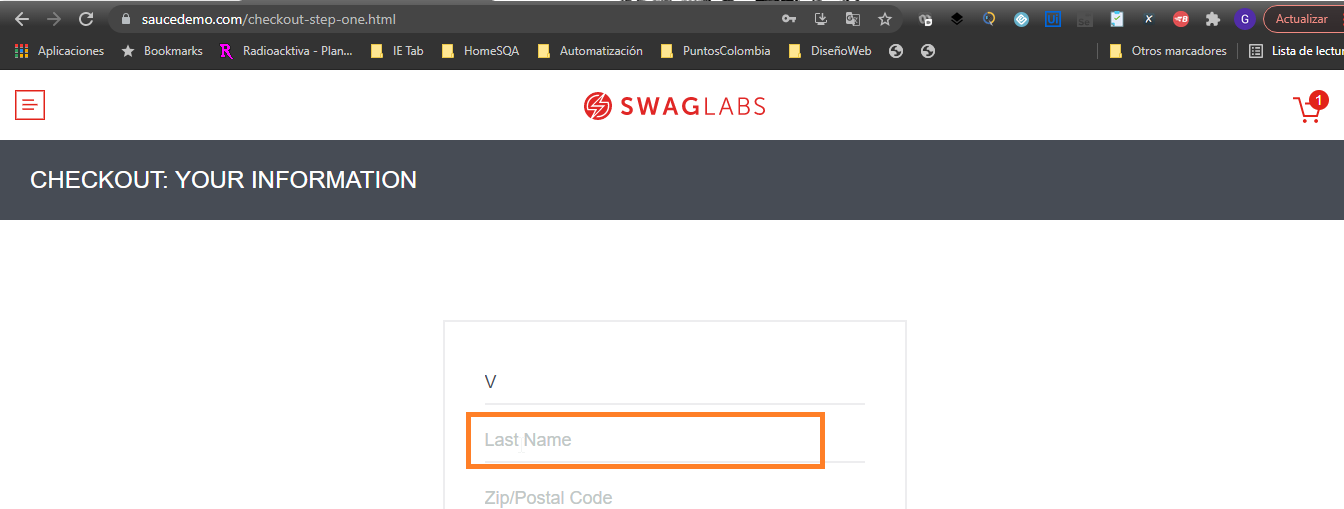 saucedemo.com/checkout-step-one.html
G
Actualizar
Aplicaciones
Bookmarks
Radioacktiva - Plan...
IE Tab
HomeSQA
Automatización
PuntosColombia
DiseñoWeb
Otros marcadores
Lista de lectur
SWAGLABS
1
CHECKOUT: YOUR INFORMATION
V
Last Name
Zip/Postal Code